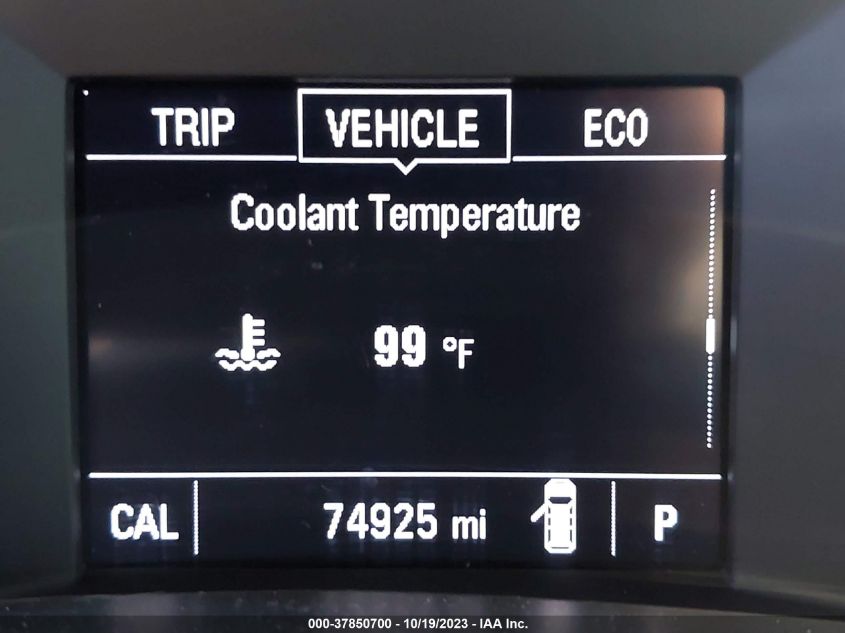 TRIP VEHICLE ECO
Coolant Temperature
99 °F
CAL 74925 mi P
000-37850700 - 10/19/2023 - IAA Inc.